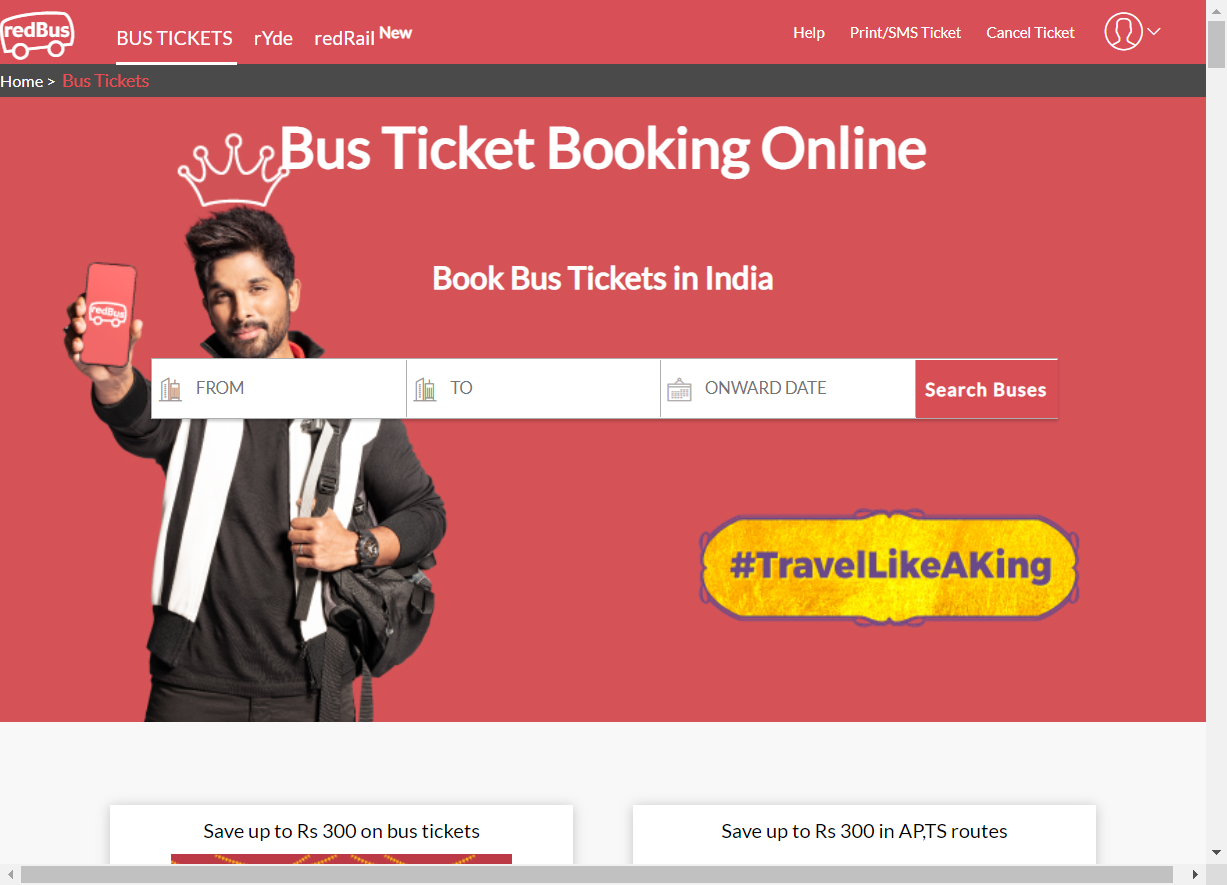 redBus
BUS TICKETS rYde redRail New
Help Print/SMS Ticket Cancel Ticket
Home > Bus Tickets
Bus Ticket Booking Online
Book Bus Tickets in India
redBus
FROM TO ONWARD DATE Search Buses
#TravelLikeAKing
Save up to Rs 300 on bus tickets
Save up to Rs 300 in AP,TS routes